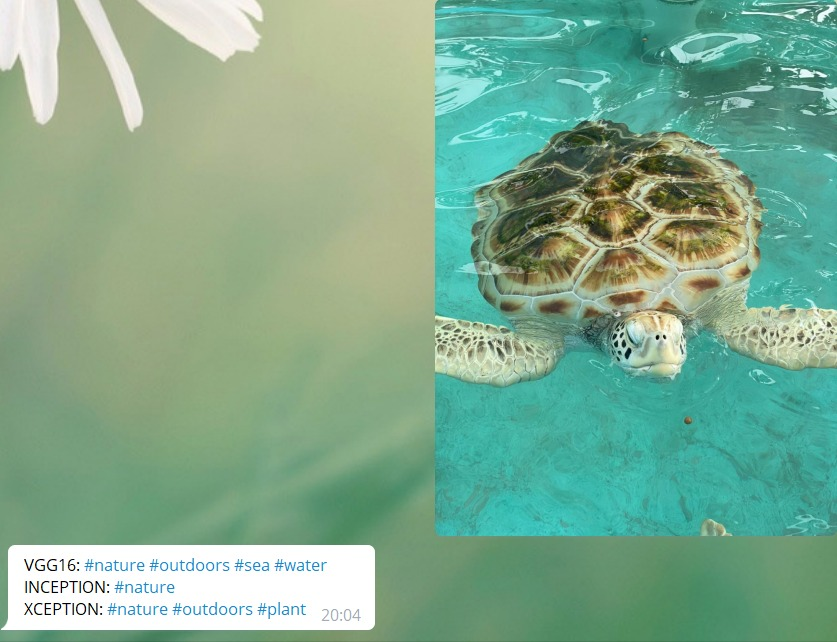 VGG16: #nature #outdoors #sea #water
INCEPTION: #nature
XCEPTION: #nature #outdoors #plant
20:04